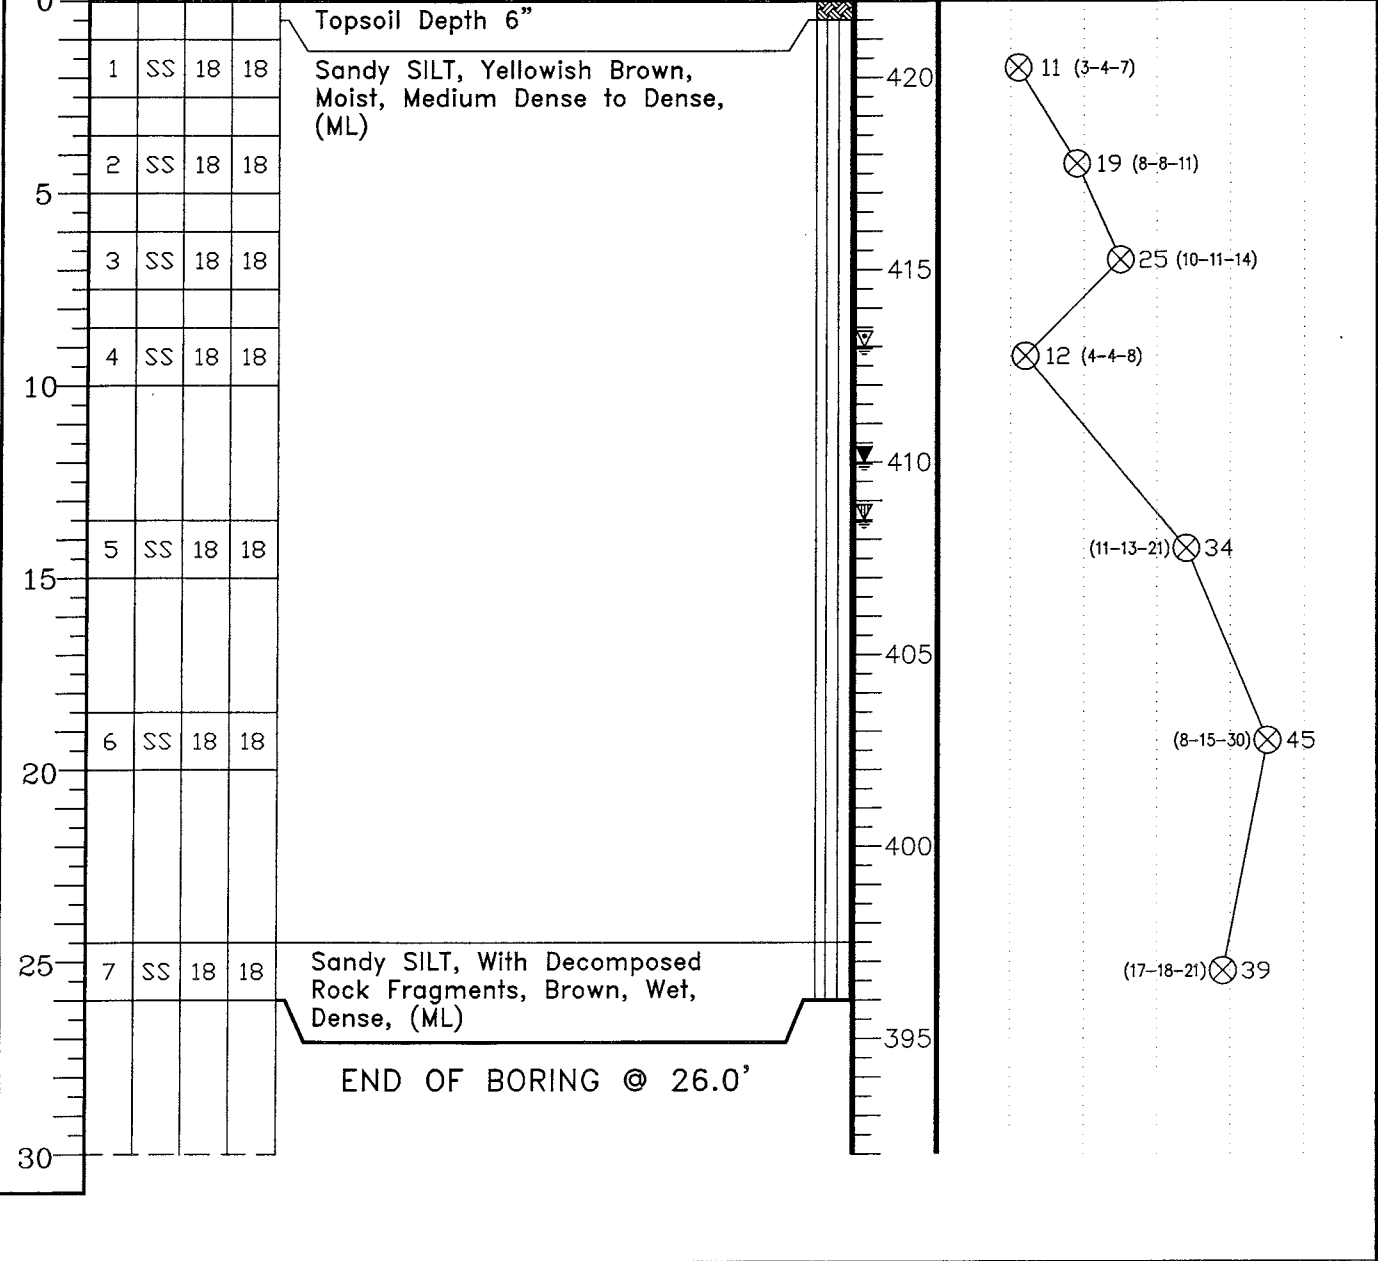 0
Topsoil Depth 6"
1 SS 18 18
Sandy SILT, Yellowish Brown,
Moist, Medium Dense to Dense,
(ML)
420
11 (3-4-7)
2 SS 18 18
19 (8-8-11)
5
3 SS 18 18
415
25 (10-11-14)
4 SS 18 18
12 (4-4-8)
10
410
5 SS 18 18
(11-13-21) 34
15
405
6 SS 18 18
(8-15-30) 45
20
400
25
7 SS 18 18
Sandy SILT, With Decomposed
Rock Fragments, Brown, Wet,
Dense, (ML)
(17-18-21) 39
395
END OF BORING @ 26.0'
30